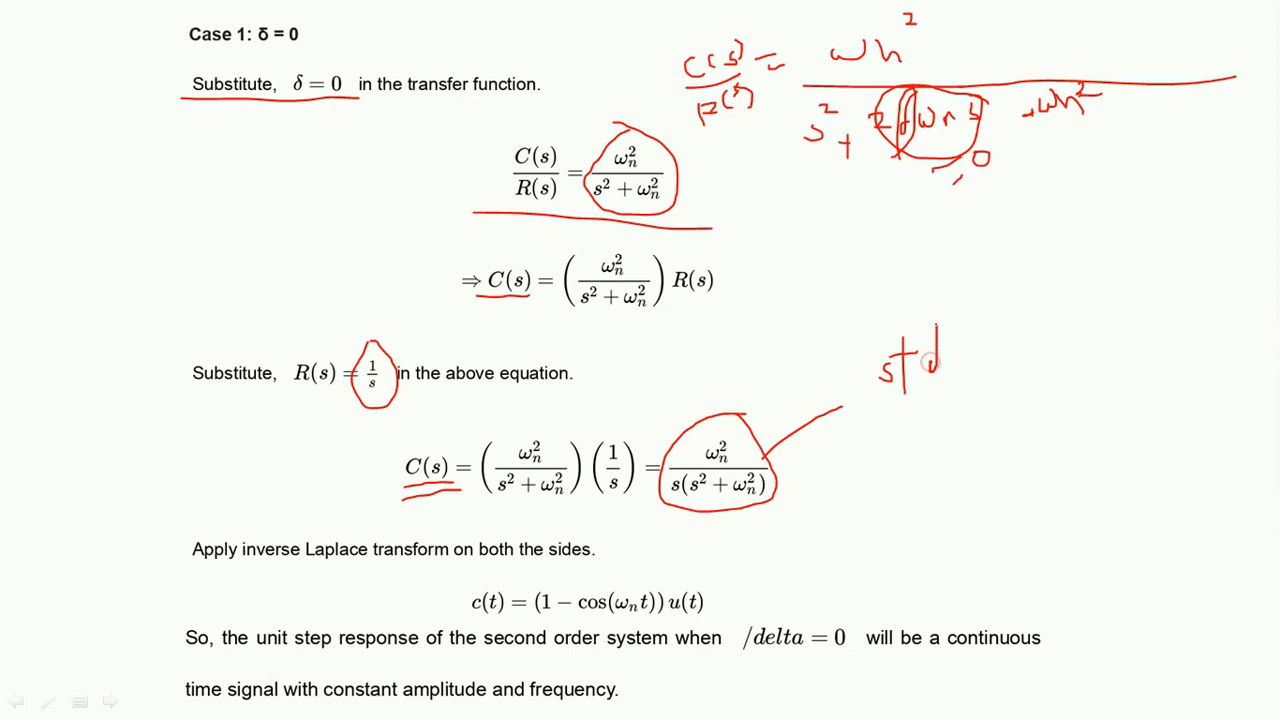 Case 1: δ = 0
Substitute, δ = 0 in the transfer function.
C(s)/R(s) = ωn²/(s² + 2δωn s + ωn²)
0
C(s)/R(s) = ωₙ²/(s² + ωₙ²)
⇒ C(s) = (ωₙ²/(s² + ωₙ²)) R(s)
Substitute, R(s) = 1/s in the above equation.
std
C(s) = (ωₙ²/(s² + ωₙ²)) (1/s) = ωₙ²/(s(s² + ωₙ²))
Apply inverse Laplace transform on both the sides.
c(t) = (1 − cos(ωₙt)) u(t)
So, the unit step response of the second order system when /delta = 0 will be a continuous
time signal with constant amplitude and frequency.